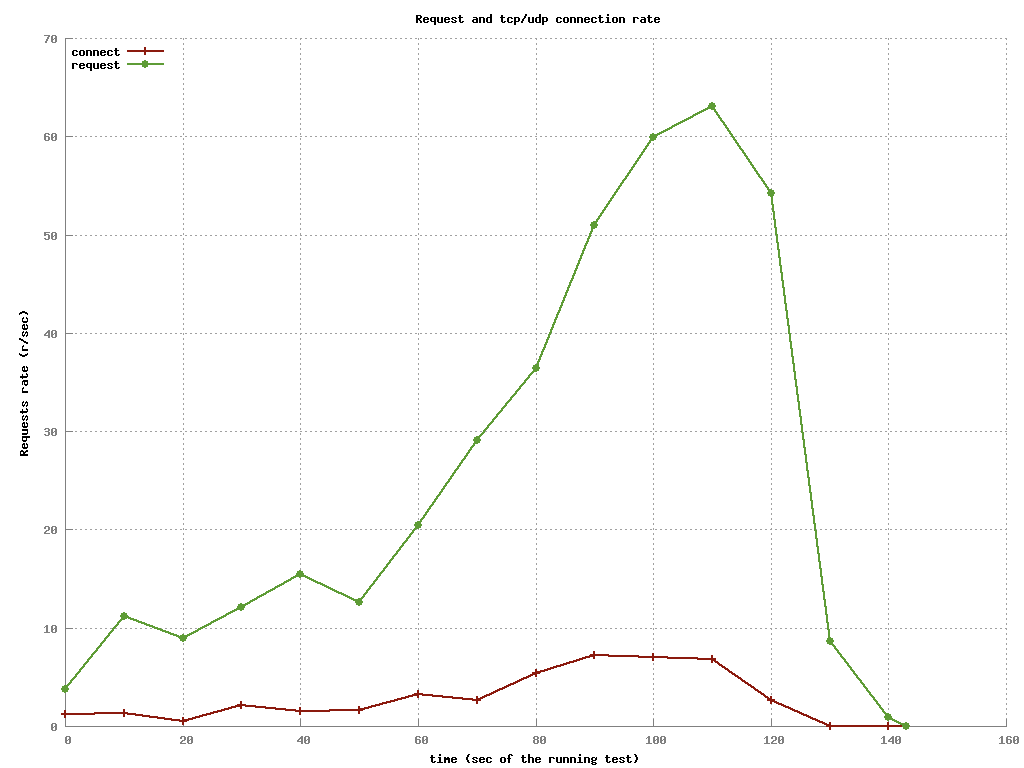 Request and tcp/udp connection rate
70
connect
request
60
50
40
Requests rate (r/sec)
30
20
10
0
0 20 40 60 80 100 120 140 160
time (sec of the running test)